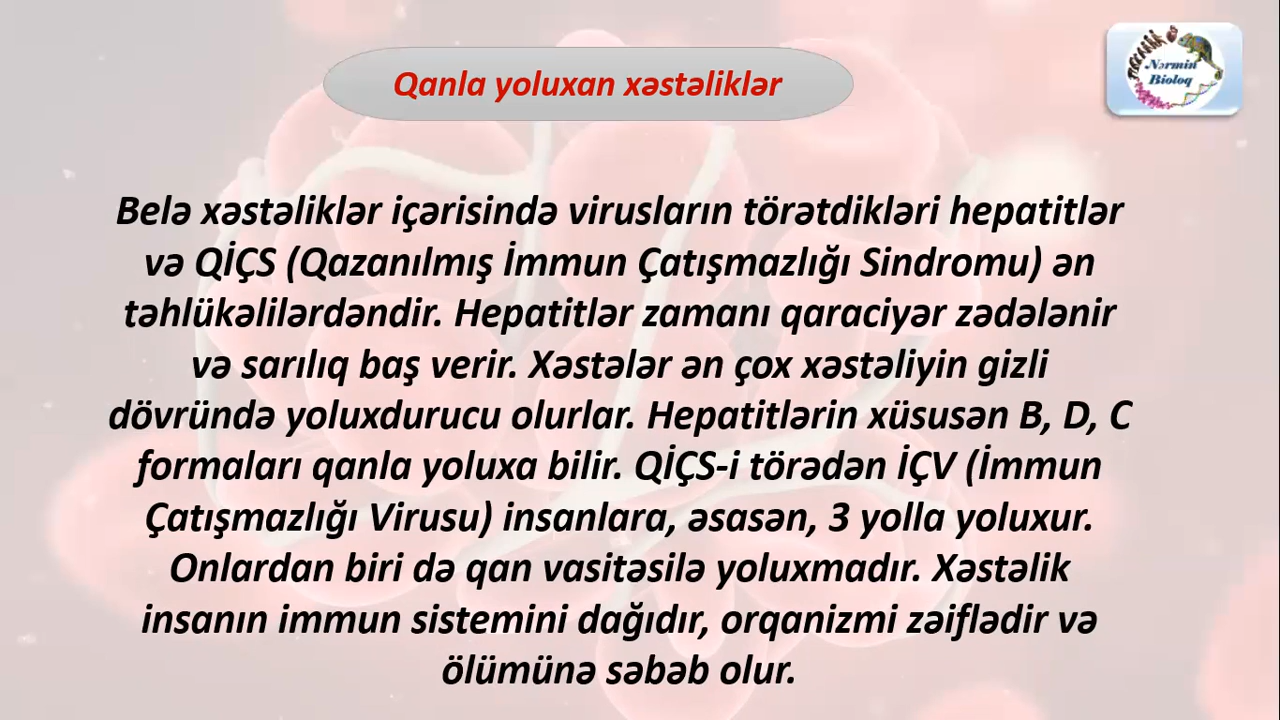 Qanla yoluxan xəstəliklər
Nərmin
Bioloq
Belə xəstəliklər içərisində virusların törətdikləri hepatitlər
və QİÇS (Qazanılmış İmmun Çatışmazlığı Sindromu) ən
təhlükəlilərdəndir. Hepatitlər zamanı qaraciyər zədələnir
və sarılıq baş verir. Xəstələr ən çox xəstəliyin gizli
dövründə yoluxdurucu olurlar. Hepatitlərin xüsusən B, D, C
formaları qanla yoluxa bilir. QİÇS-i törədən İÇV (İmmun
Çatışmazlığı Virusu) insanlara, əsasən, 3 yolla yoluxur.
Onlardan biri də qan vasitəsilə yoluxmadır. Xəstəlik
insanın immun sistemini dağıdır, orqanizmi zəiflədir və
ölümünə səbəb olur.